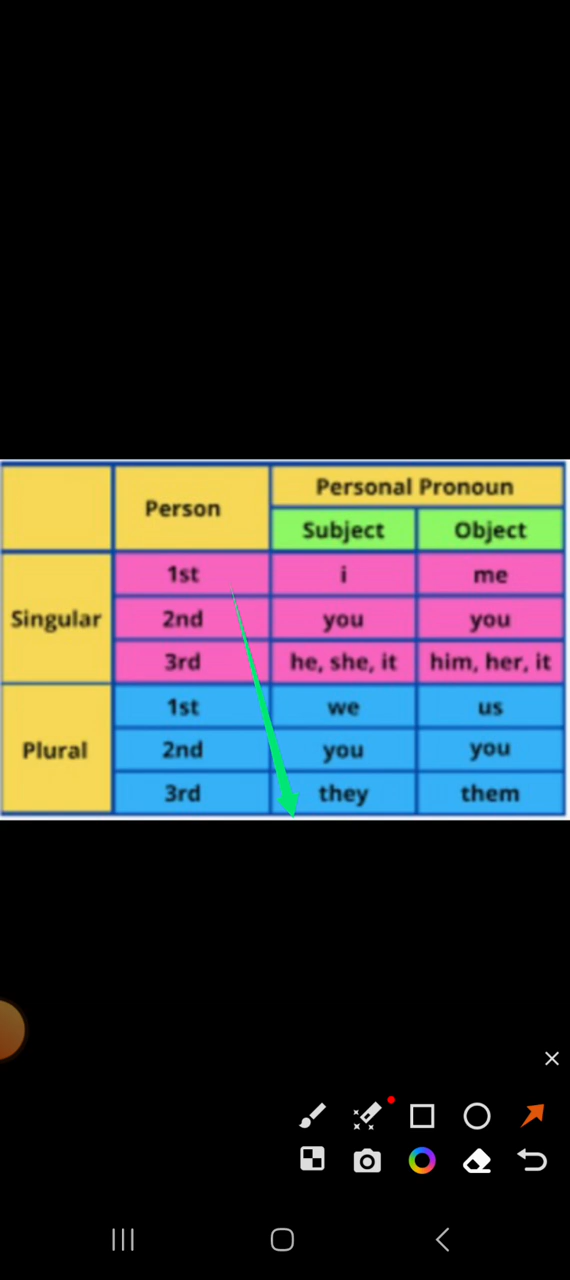 Person
Personal Pronoun
Subject Object
Singular
1st i me
2nd you you
3rd he, she, it him, her, it
Plural
1st we us
2nd you you
3rd they them